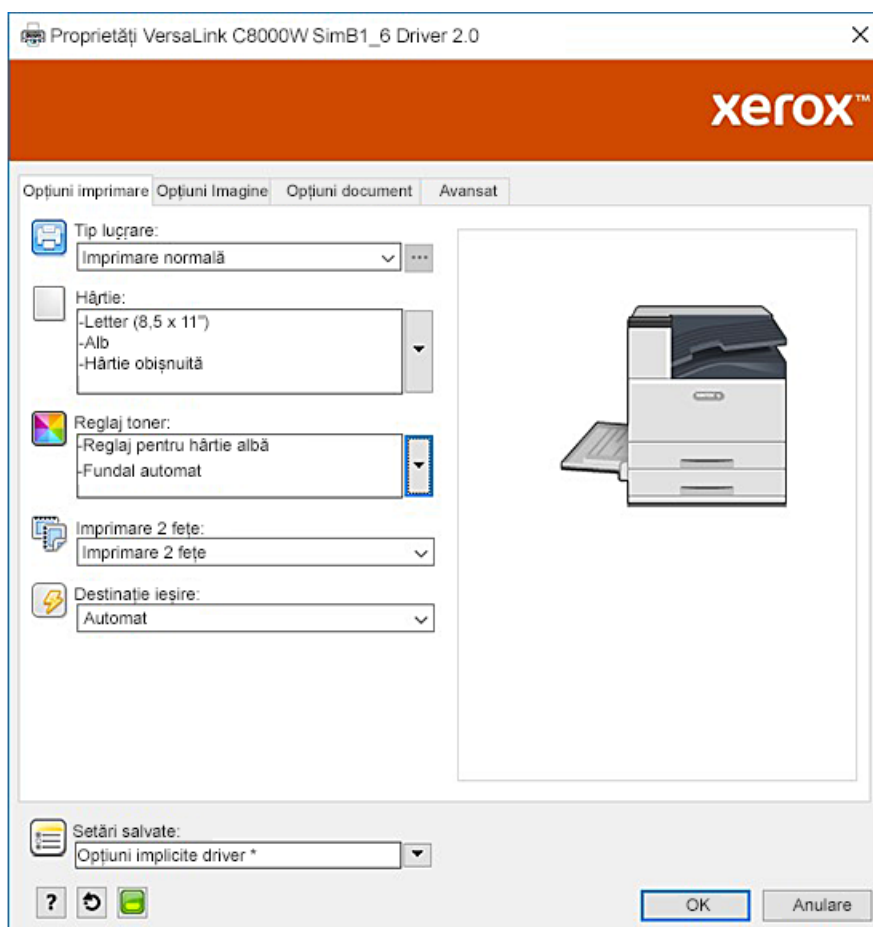 Proprietăți VersaLink C8000W SimB1_6 Driver 2.0
xerox™
Opțiuni imprimare
Opțiuni Imagine
Opțiuni document
Avansat
Tip lucrare:
Imprimare normală
...
Hârtie:
-Letter (8,5 x 11”)
-Alb
-Hârtie obișnuită
Reglaj toner:
-Reglaj pentru hârtie albă
-Fundal automat
Imprimare 2 fețe:
Imprimare 2 fețe
Destinație ieșire:
Automat
Setări salvate:
Opțiuni implicite driver *
?
OK
Anulare